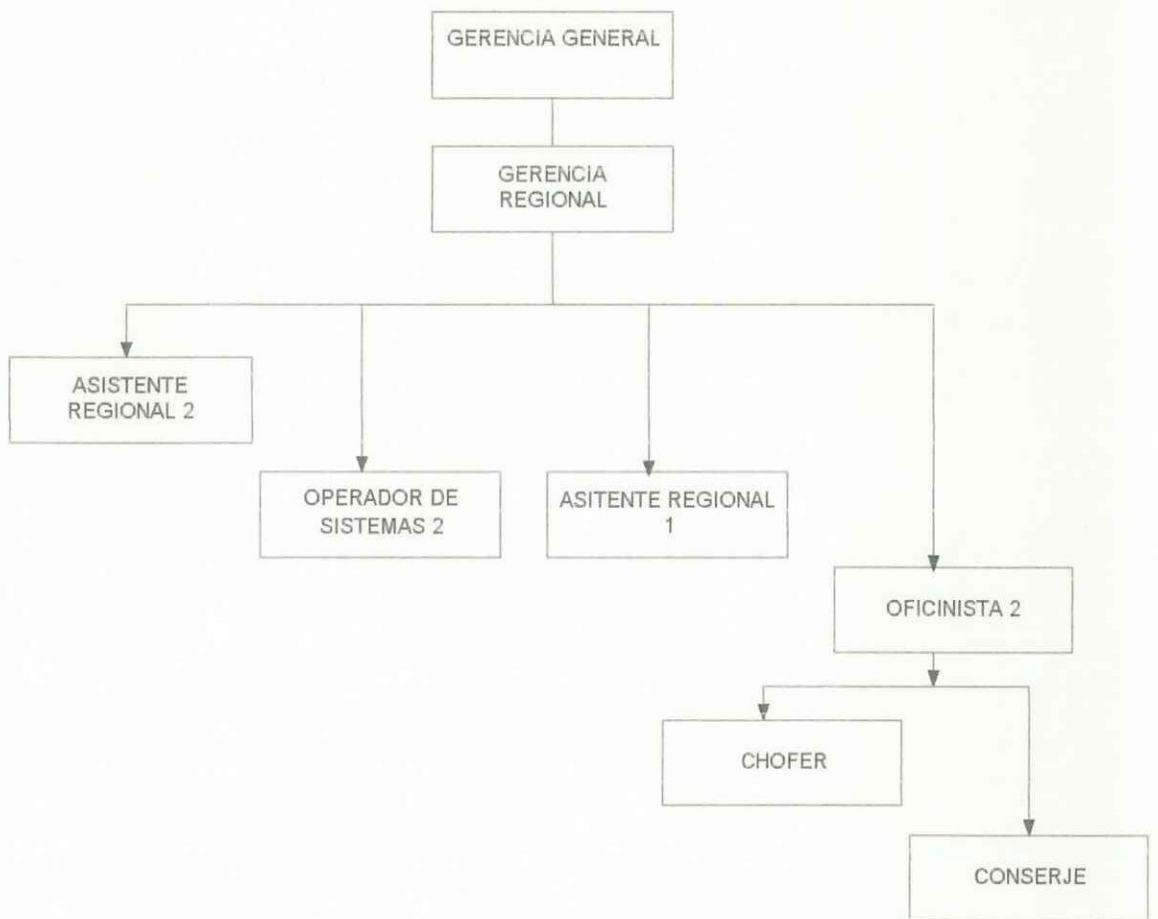 GERENCIA GENERAL
GERENCIA
REGIONAL
ASISTENTE
REGIONAL 2
OPERADOR DE
SISTEMAS 2
ASITENTE REGIONAL
1
OFICINISTA 2
CHOFER
CONSERJE